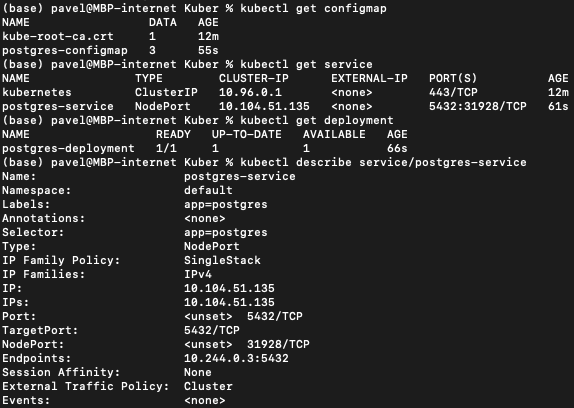 (base) pavel@MBP-internet Kuber % kubectl get configmap
NAME                 DATA   AGE
kube-root-ca.crt     1      12m
postgres-configmap   3      55s
(base) pavel@MBP-internet Kuber % kubectl get service
NAME               TYPE        CLUSTER-IP      EXTERNAL-IP   PORT(S)          AGE
kubernetes         ClusterIP   10.96.0.1       <none>        443/TCP          12m
postgres-service   NodePort    10.104.51.135   <none>        5432:31928/TCP   61s
(base) pavel@MBP-internet Kuber % kubectl get deployment
NAME                  READY   UP-TO-DATE   AVAILABLE   AGE
postgres-deployment   1/1     1            1           66s
(base) pavel@MBP-internet Kuber % kubectl describe service/postgres-service
Name:                     postgres-service
Namespace:                default
Labels:                   app=postgres
Annotations:              <none>
Selector:                 app=postgres
Type:                     NodePort
IP Family Policy:         SingleStack
IP Families:              IPv4
IP:                       10.104.51.135
IPs:                      10.104.51.135
Port:                     <unset>  5432/TCP
TargetPort:               5432/TCP
NodePort:                 <unset>  31928/TCP
Endpoints:                10.244.0.3:5432
Session Affinity:         None
External Traffic Policy:  Cluster
Events:                   <none>